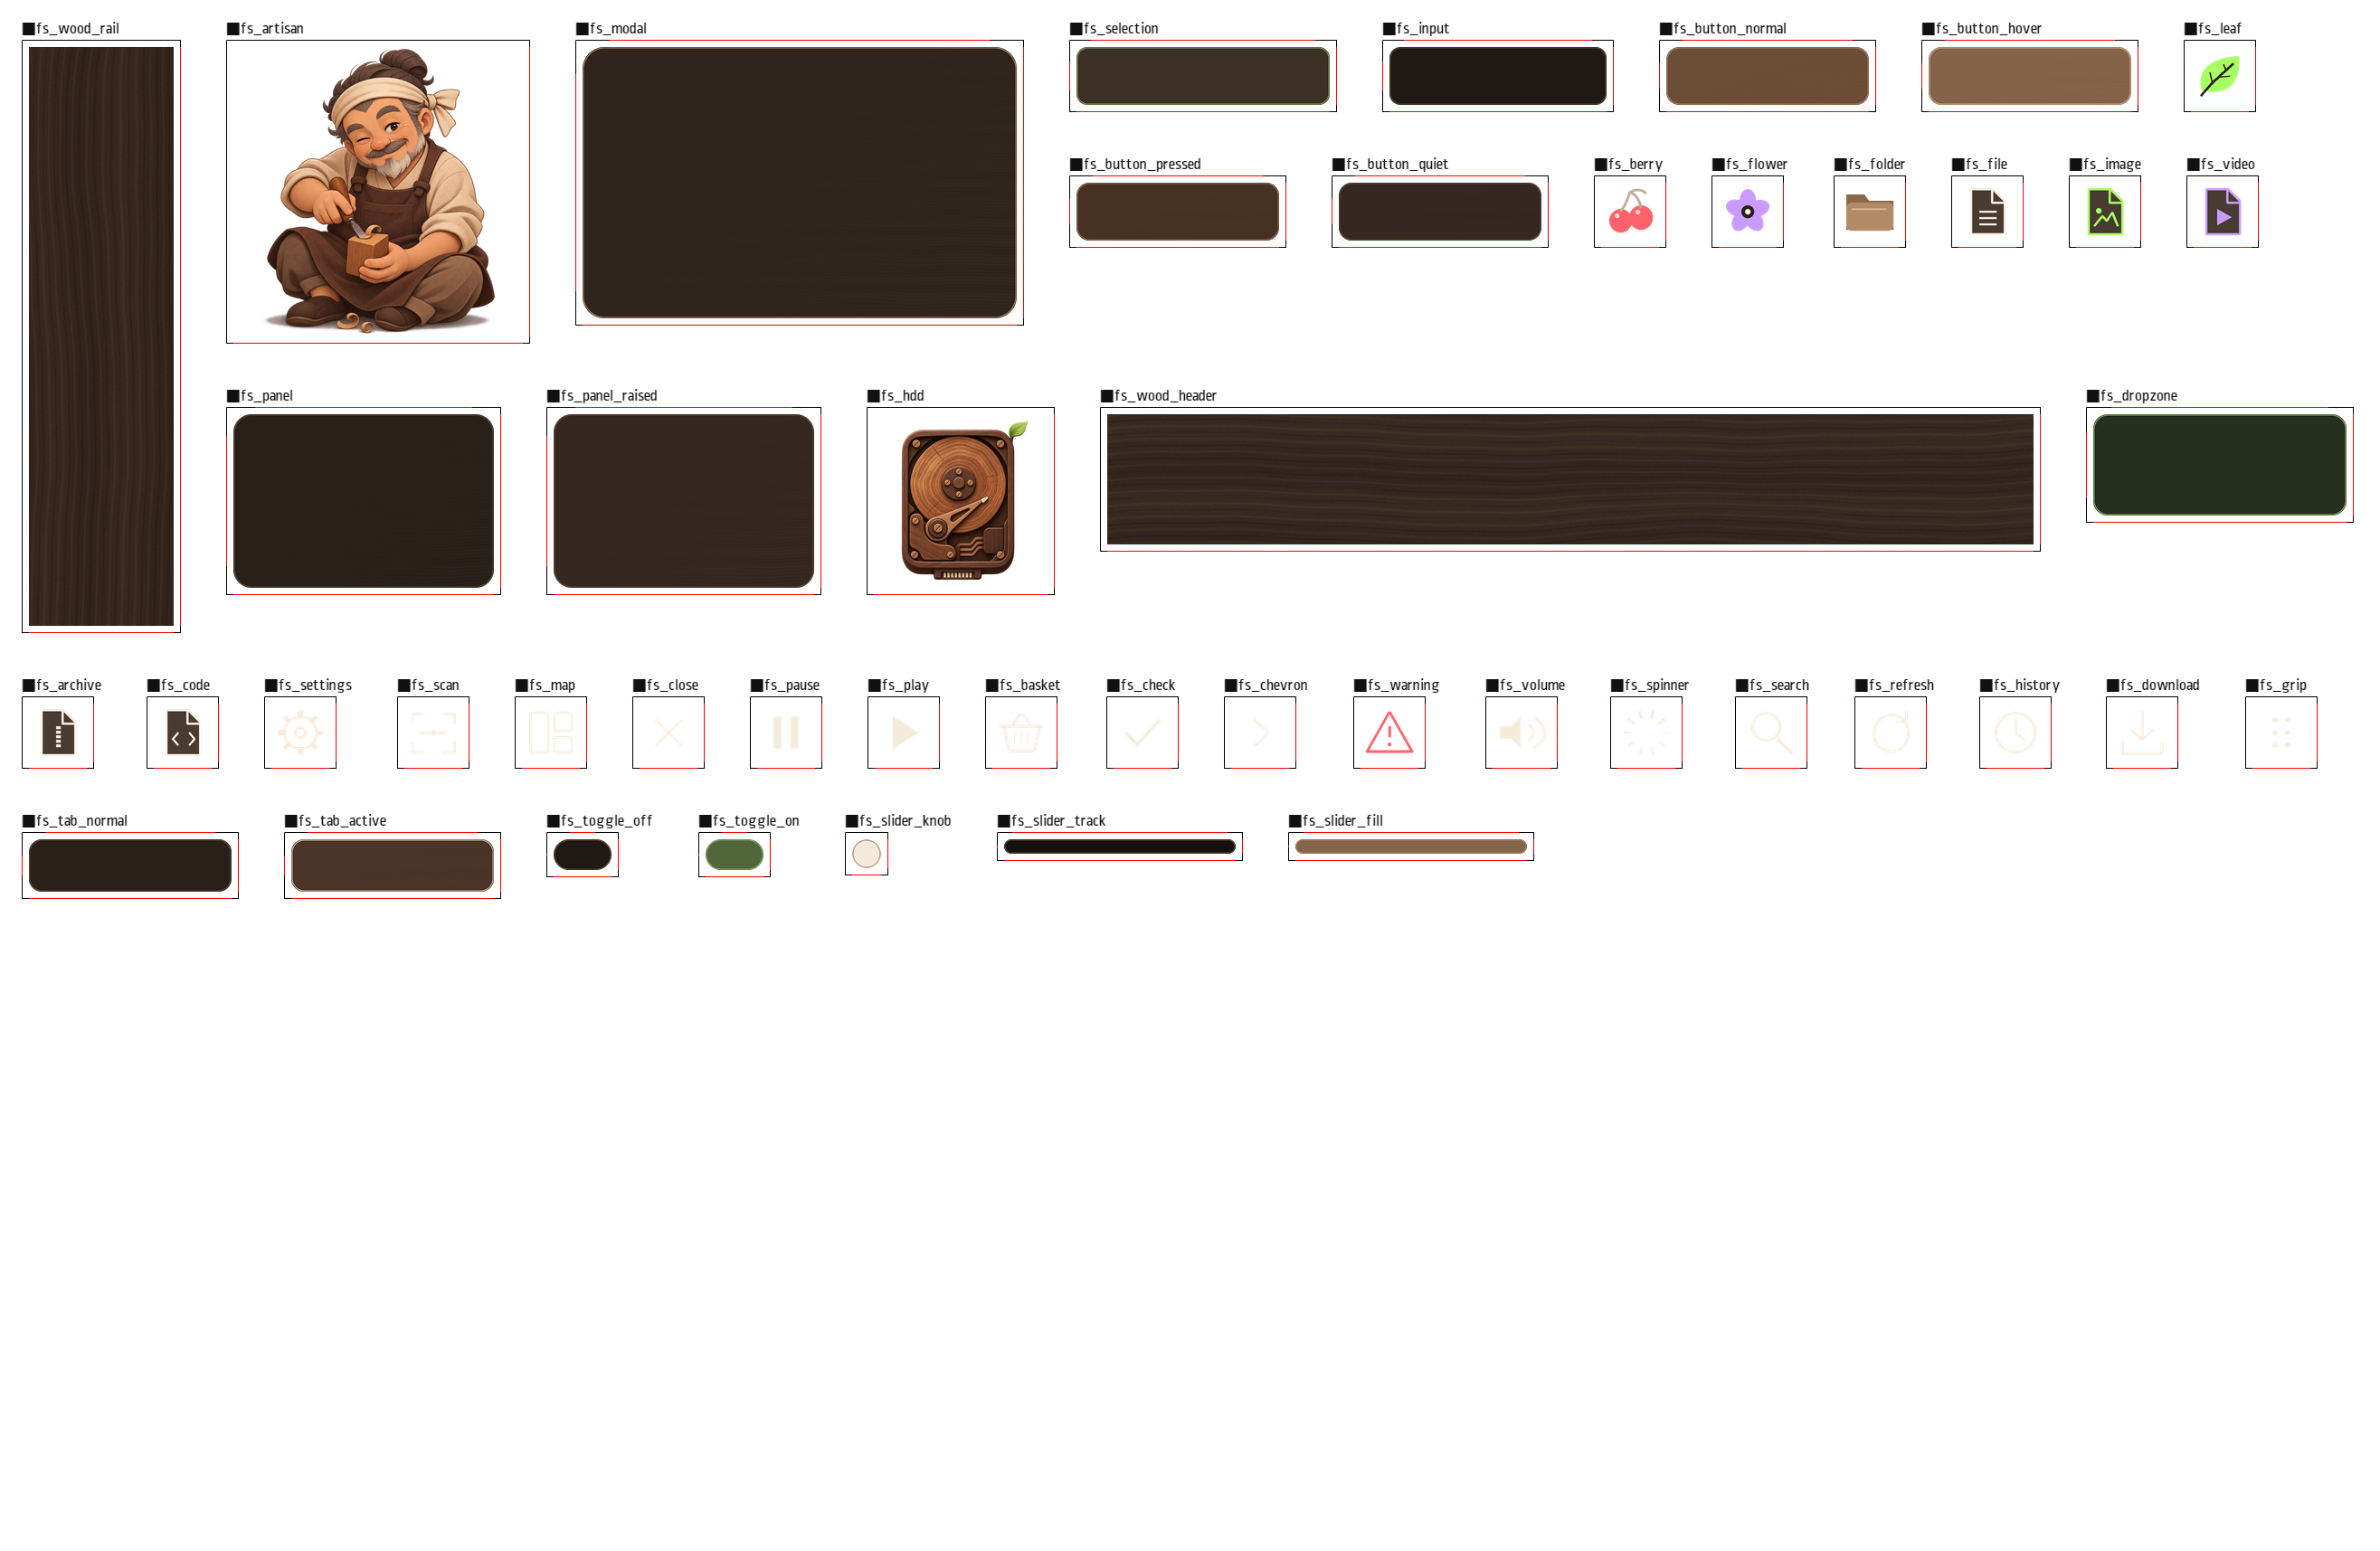 ■fs_wood_rail
■fs_artisan
■fs_modal
■fs_selection
■fs_input
■fs_button_normal
■fs_button_hover
■fs_leaf
■fs_button_pressed
■fs_button_quiet
■fs_berry
■fs_flower
■fs_folder
■fs_file
■fs_image
■fs_video
■fs_panel
■fs_panel_raised
■fs_hdd
■fs_wood_header
■fs_dropzone
■fs_archive
■fs_code
■fs_settings
■fs_scan
■fs_map
■fs_close
■fs_pause
■fs_play
■fs_basket
■fs_check
■fs_chevron
■fs_warning
■fs_volume
■fs_spinner
■fs_search
■fs_refresh
■fs_history
■fs_download
■fs_grip
■fs_tab_normal
■fs_tab_active
■fs_toggle_off
■fs_toggle_on
■fs_slider_knob
■fs_slider_track
■fs_slider_fill